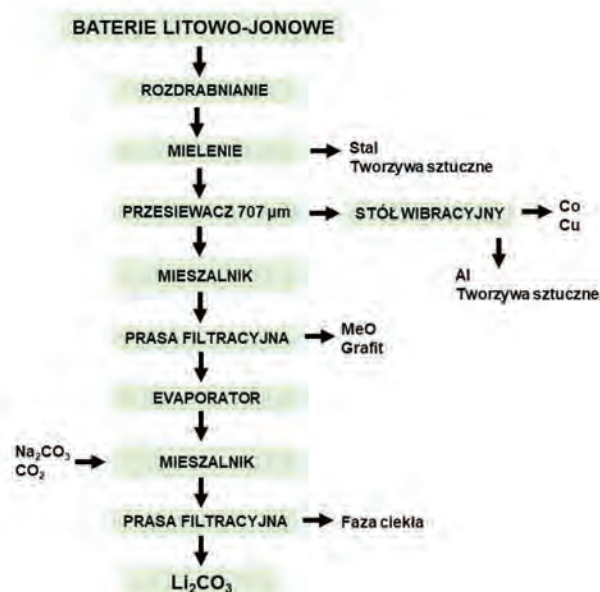 BATERIE LITOWO-JONOWE
ROZDRABNIANIE
MIELENIE
Stal
Tworzywa sztuczne
PRZESIEWACZ 707 µm
STÓŁ WIBRACYJNY
Co
Cu
Al
Tworzywa sztuczne
MIESZALNIK
PRASA FILTRACYJNA
MeO
Grafit
EVAPORATOR
Na₂CO₃
CO₂
MIESZALNIK
PRASA FILTRACYJNA
Faza ciekła
Li₂CO₃